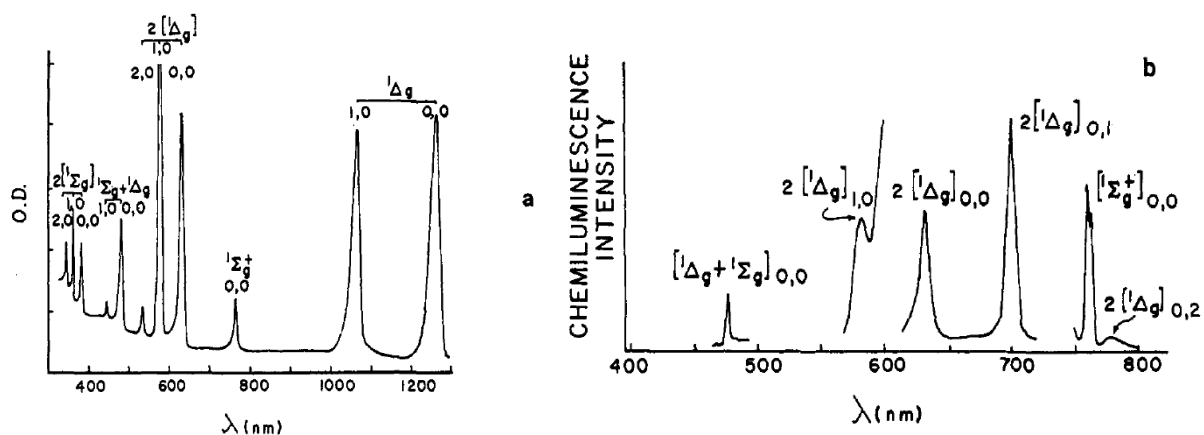 2 [¹Δg]
1,0
2,0 0,0
¹Δg
1,0 0,0
2[¹Σg] ¹Σg+¹Δg
1,0 1,0 0,0
2,0 0,0
¹Σg⁺
0,0
O.D.
400 600 800 1000 1200
λ (nm)
a
b
CHEMILUMINESCENCE
INTENSITY
2 [¹Δg]0,1
2 [¹Δg]1,0
2 [¹Δg]0,0
[¹Σg⁺]0,0
[¹Δg+¹Σg]0,0
2 [¹Δg]0,2
400 500 600 700 800
λ (nm)